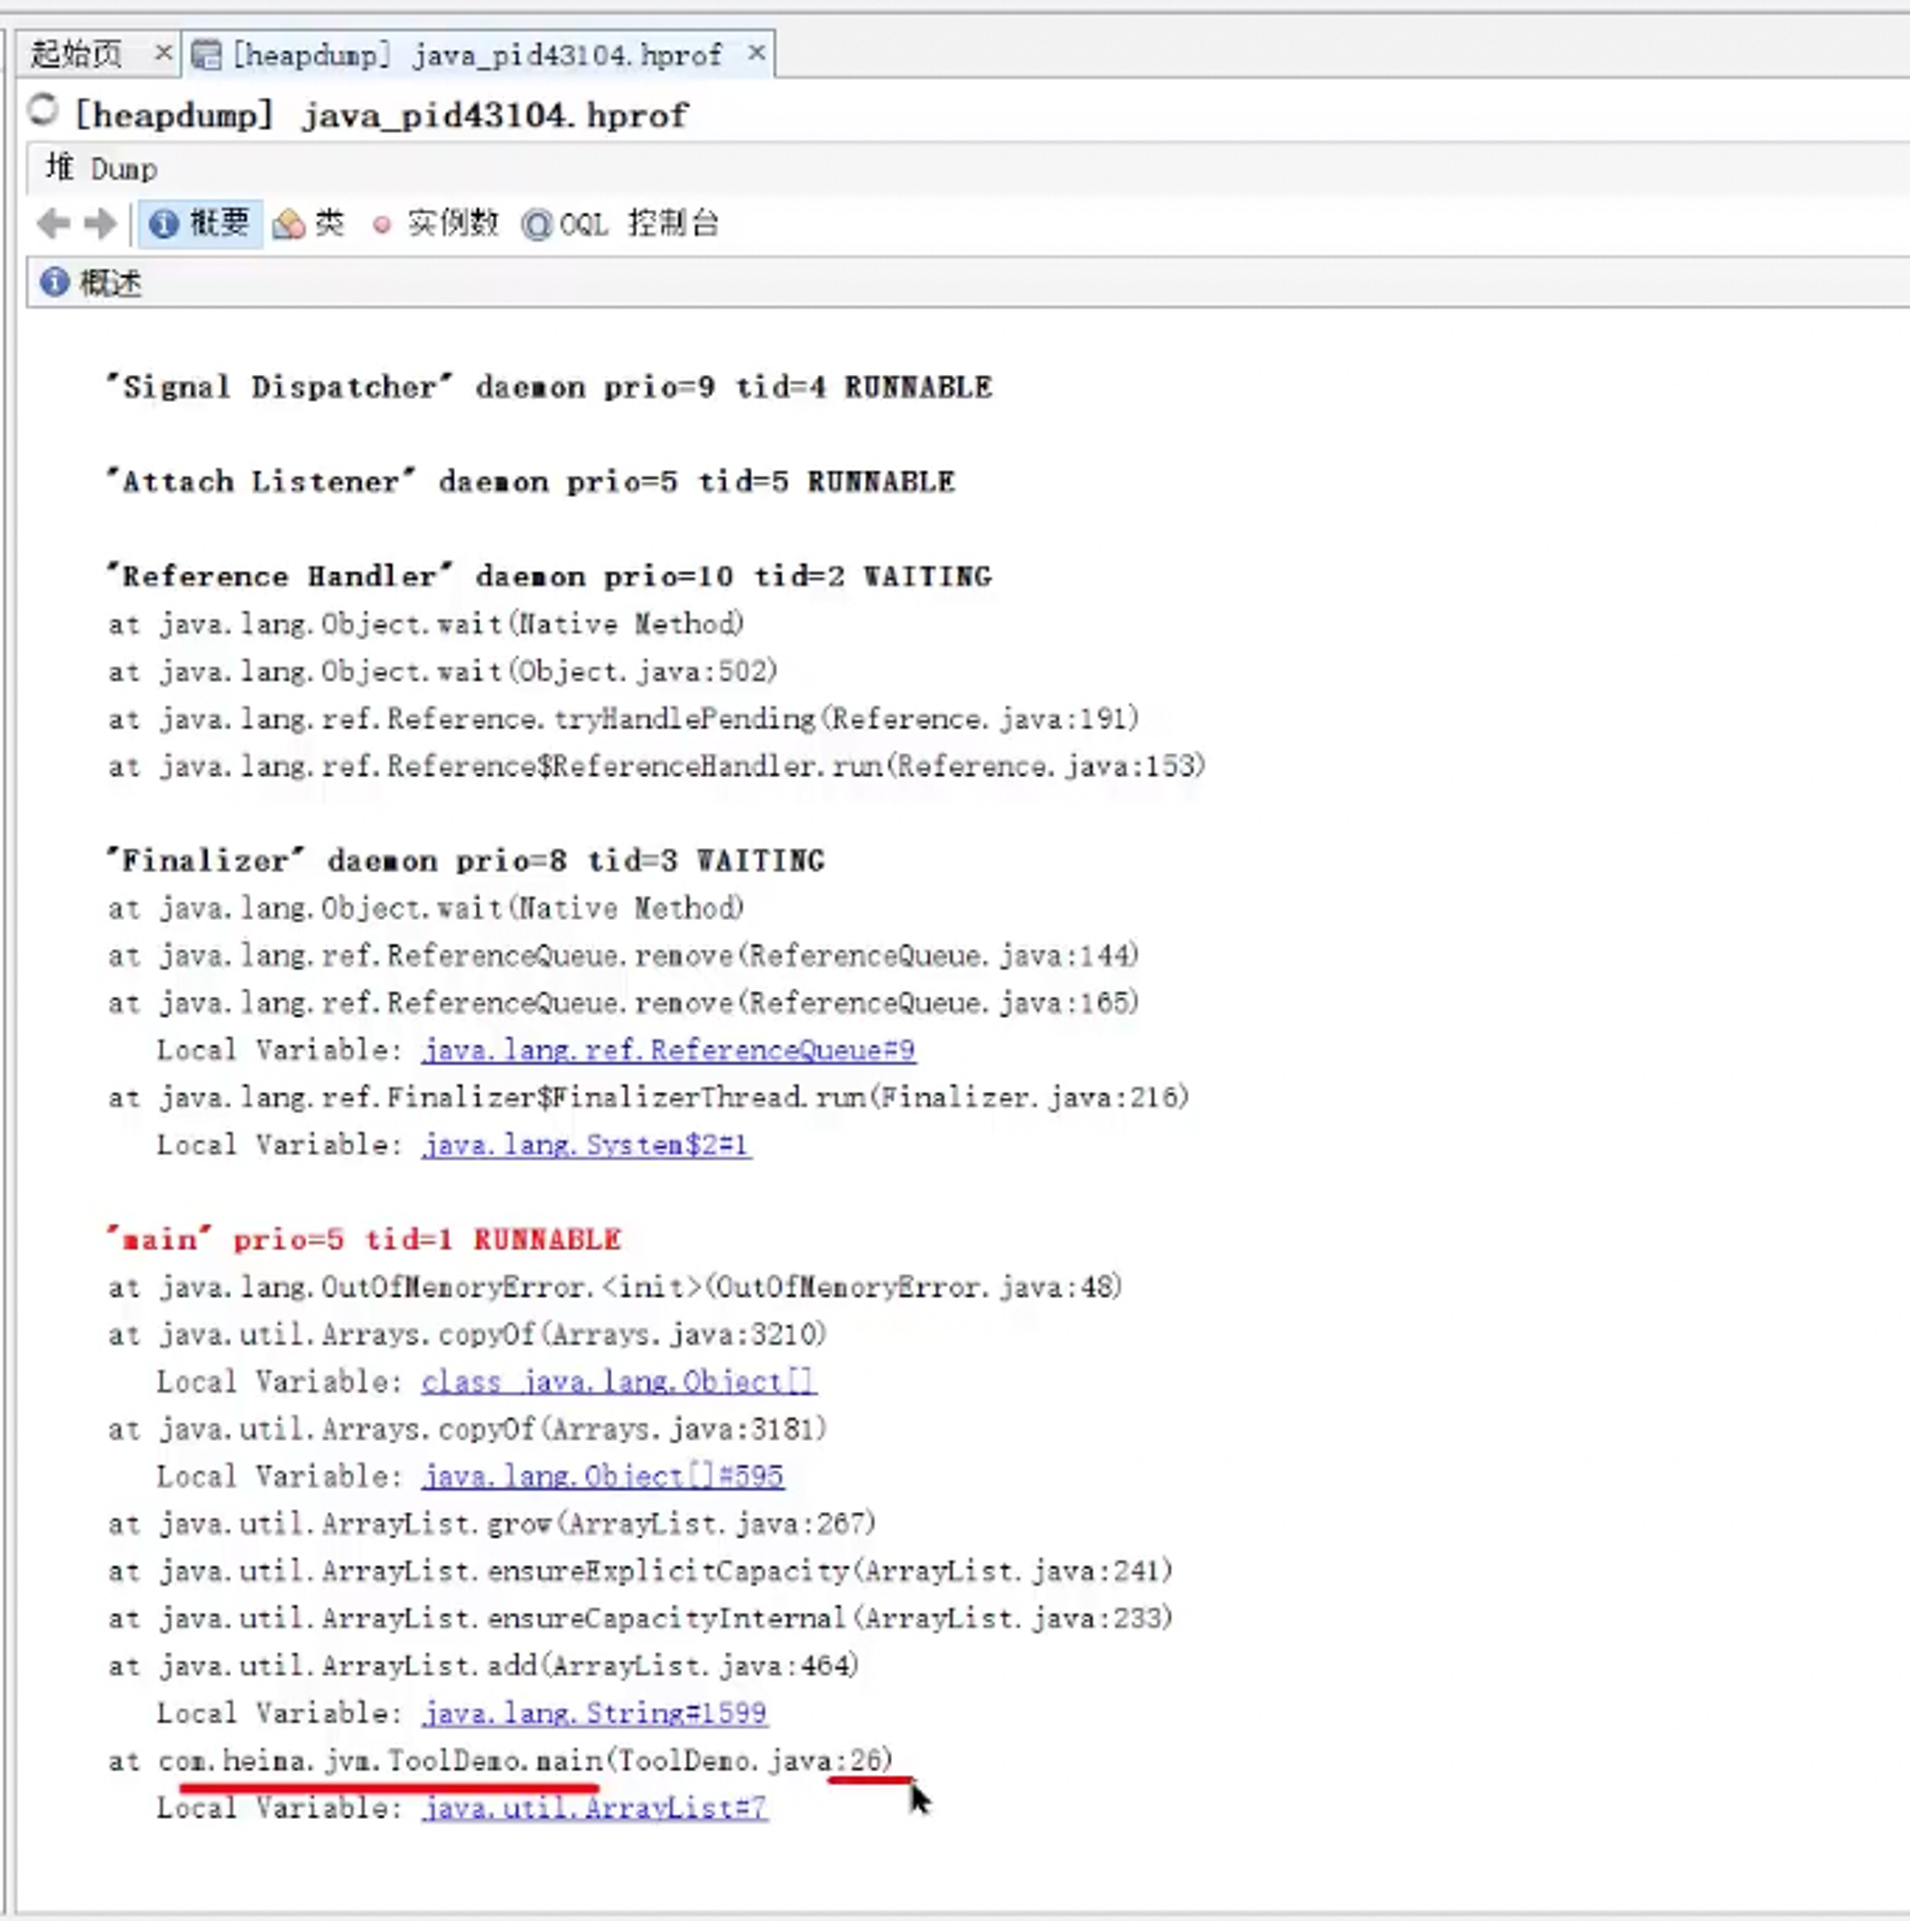 起始页 × [heapdump] java_pid43104.hprof ×
[heapdump] java_pid43104.hprof
堆 Dump
概要 类 实例数 OQL 控制台
概述
"Signal Dispatcher" daemon prio=9 tid=4 RUNNABLE
"Attach Listener" daemon prio=5 tid=5 RUNNABLE
"Reference Handler" daemon prio=10 tid=2 WAITING
at java.lang.Object.wait(Native Method)
at java.lang.Object.wait(Object.java:502)
at java.lang.ref.Reference.tryHandlePending(Reference.java:191)
at java.lang.ref.Reference$ReferenceHandler.run(Reference.java:153)
"Finalizer" daemon prio=8 tid=3 WAITING
at java.lang.Object.wait(Native Method)
at java.lang.ref.ReferenceQueue.remove(ReferenceQueue.java:144)
at java.lang.ref.ReferenceQueue.remove(ReferenceQueue.java:165)
Local Variable: java.lang.ref.ReferenceQueue#9
at java.lang.ref.Finalizer$FinalizerThread.run(Finalizer.java:216)
Local Variable: java.lang.System$2#1
"main" prio=5 tid=1 RUNNABLE
at java.lang.OutOfMemoryError.<init>(OutOfMemoryError.java:48)
at java.util.Arrays.copyOf(Arrays.java:3210)
Local Variable: class java.lang.Object[]
at java.util.Arrays.copyOf(Arrays.java:3181)
Local Variable: java.lang.Object[]#595
at java.util.ArrayList.grow(ArrayList.java:267)
at java.util.ArrayList.ensureExplicitCapacity(ArrayList.java:241)
at java.util.ArrayList.ensureCapacityInternal(ArrayList.java:233)
at java.util.ArrayList.add(ArrayList.java:464)
Local Variable: java.lang.String#1599
at com.heima.jvm.ToolDemo.main(ToolDemo.java:26)
Local Variable: java.util.ArrayList#7